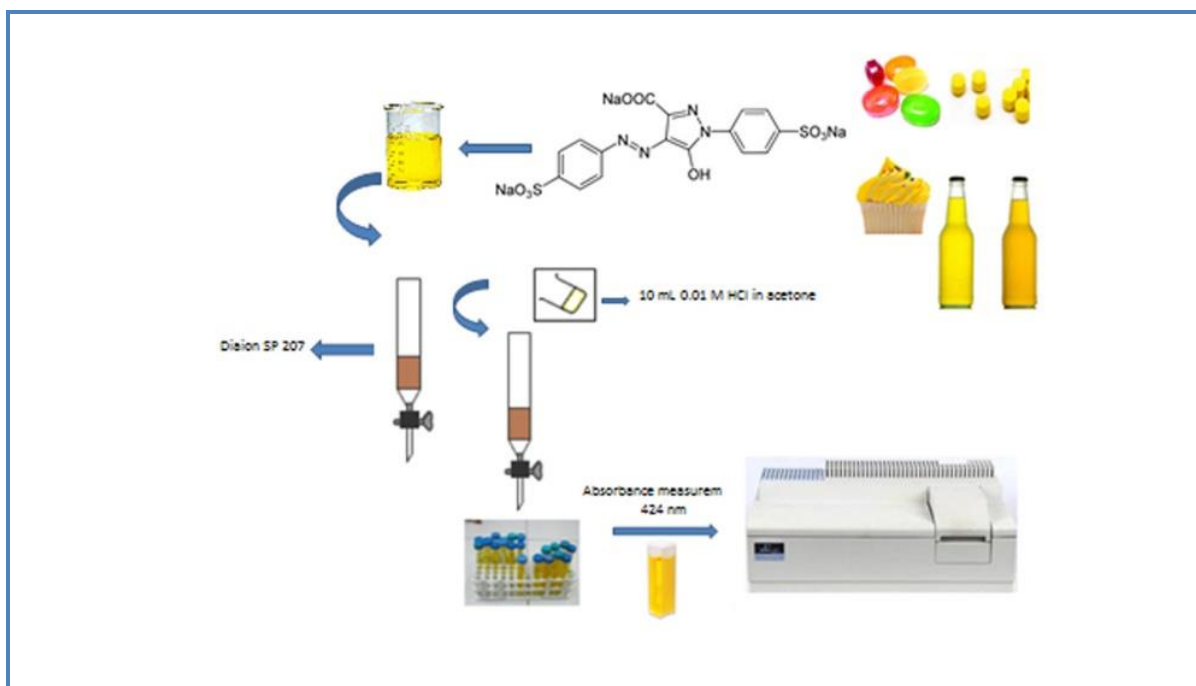 NaOOC
N
N
SO₃Na
N
N
OH
NaO₃S
10 mL 0.01 M HCl in acetone
Diaion SP 207
Absorbance measurem
424 nm